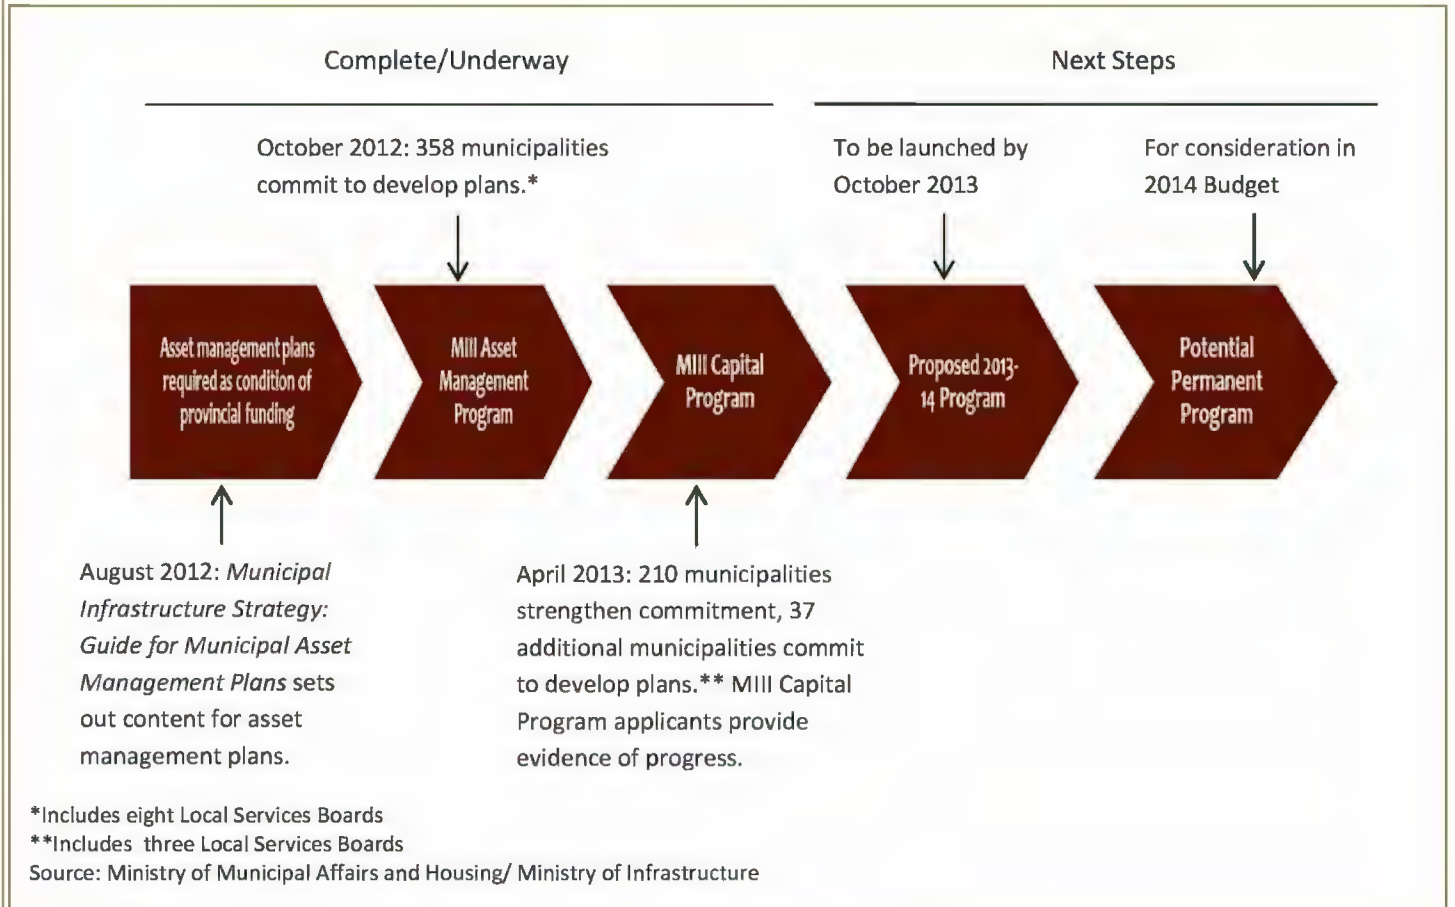 Complete/Underway
Next Steps
October 2012: 358 municipalities
commit to develop plans.*
To be launched by
October 2013
For consideration in
2014 Budget
Asset management plans
required as condition of
provincial funding
MIII Asset
Management
Program
MIII Capital
Program
Proposed 2013-
14 Program
Potential
Permanent
Program
August 2012: Municipal
Infrastructure Strategy:
Guide for Municipal Asset
Management Plans sets
out content for asset
management plans.
April 2013: 210 municipalities
strengthen commitment, 37
additional municipalities commit
to develop plans.** MIII Capital
Program applicants provide
evidence of progress.
*Includes eight Local Services Boards
**Includes three Local Services Boards
Source: Ministry of Municipal Affairs and Housing/ Ministry of Infrastructure